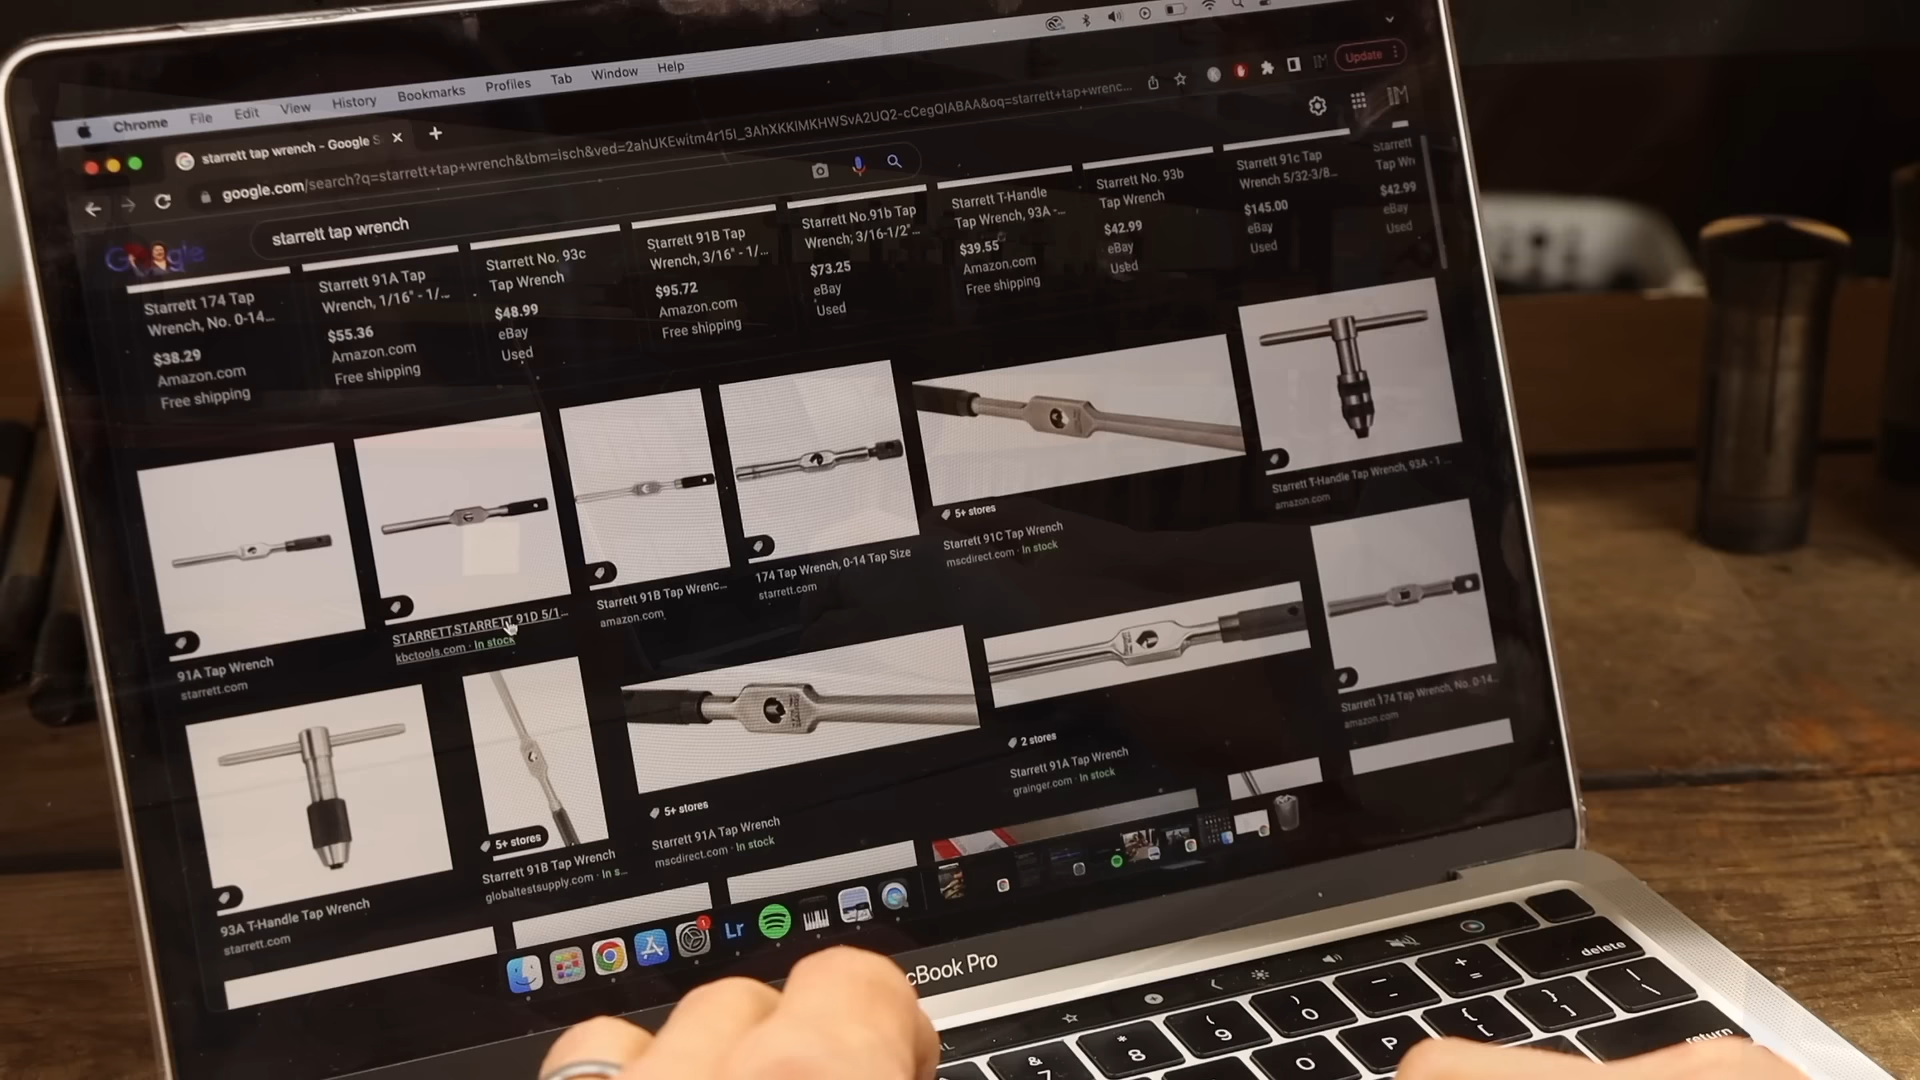 Chrome File Edit View History Bookmarks Profiles Tab Window Help
starrett tap wrench - Google S
Update
google.com/search?q=starrett+tap+wrench&tbm=isch&ved=2ahUKEwitm4r15I_3AhXKKIMKHWSvA2UQ2-cCegQIABAA&oq=starrett+tap+wrenc...
Google
starrett tap wrench
Starrett 174 Tap
Wrench, No. 0-14...
$38.29
Amazon.com
Free shipping
Starrett 91A Tap
Wrench, 1/16" - 1/...
$55.36
Amazon.com
Free shipping
Starrett No. 93c
Tap Wrench
$48.99
eBay
Used
Starrett 91B Tap
Wrench, 3/16" - 1/...
$95.72
Amazon.com
Free shipping
Starrett No.91b Tap
Wrench; 3/16-1/2"...
$73.25
eBay
Used
Starrett T-Handle
Tap Wrench, 93A -...
$39.55
Amazon.com
Free shipping
Starrett No. 93b
Tap Wrench
$42.99
eBay
Used
Starrett 91c Tap
Wrench 5/32-3/8...
$145.00
eBay
Used
Starrett
Tap Wr
$42.99
eBay
Used
91A Tap Wrench
starrett.com
STARRETT,STARRETT 91D 5/1...
kbctools.com · In stock
Starrett 91B Tap Wrenc...
amazon.com
174 Tap Wrench, 0-14 Tap Size
starrett.com
5+ stores
Starrett 91C Tap Wrench
mscdirect.com · In stock
Starrett T-Handle Tap Wrench, 93A - 1 ...
amazon.com
93A T-Handle Tap Wrench
starrett.com
5+ stores
Starrett 91B Tap Wrench
globaltestsupply.com · In s...
5+ stores
Starrett 91A Tap Wrench
mscdirect.com · In stock
2 stores
Starrett 91A Tap Wrench
grainger.com · In stock
Starrett 174 Tap Wrench, No. 0-14...
amazon.com
1
Lr
cBook Pro
delete
return
+
=
-
)
0
(
9
*
8
&
7
{
[
}
]
|
\
P
O